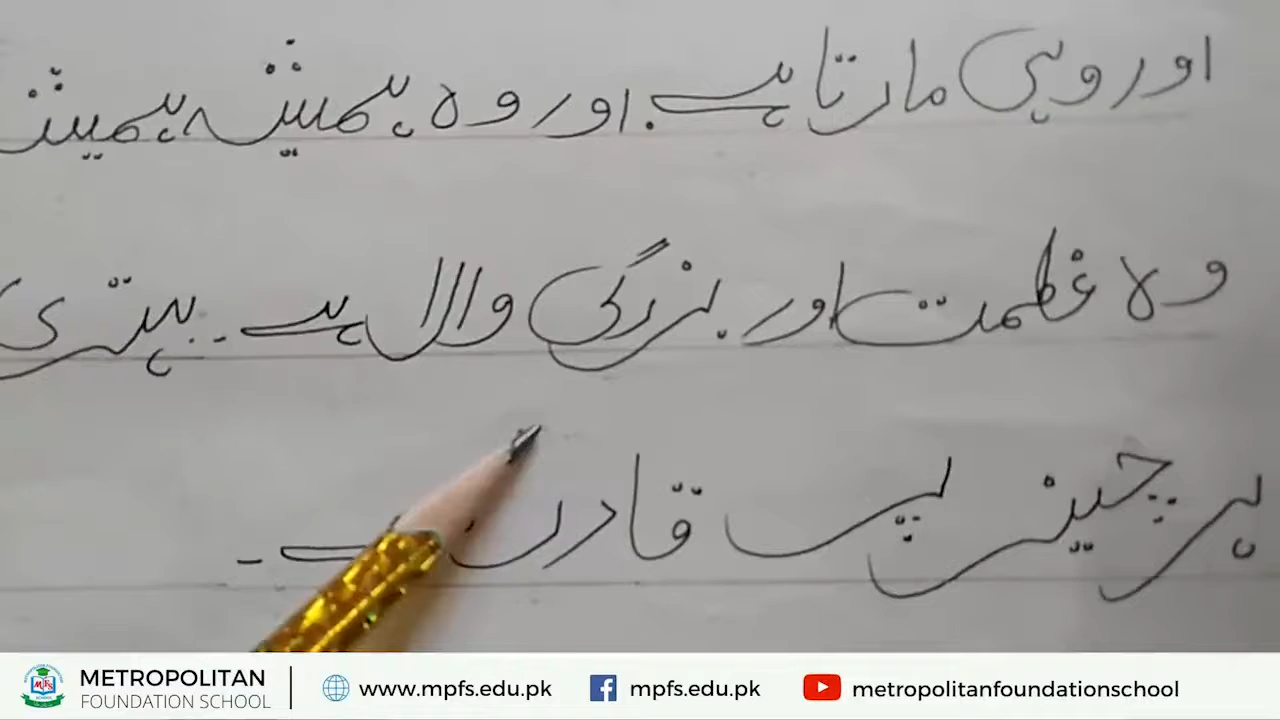 اور وہی مارتا ہے۔ اور وہ ہمیشہ ہمیشہ
وہ عظمت اور بزرگی والا ہے۔ بہتری
ہر چیز پر قادر ہے۔
METROPOLITAN
FOUNDATION SCHOOL
www.mpfs.edu.pk
mpfs.edu.pk
metropolitanfoundationschool